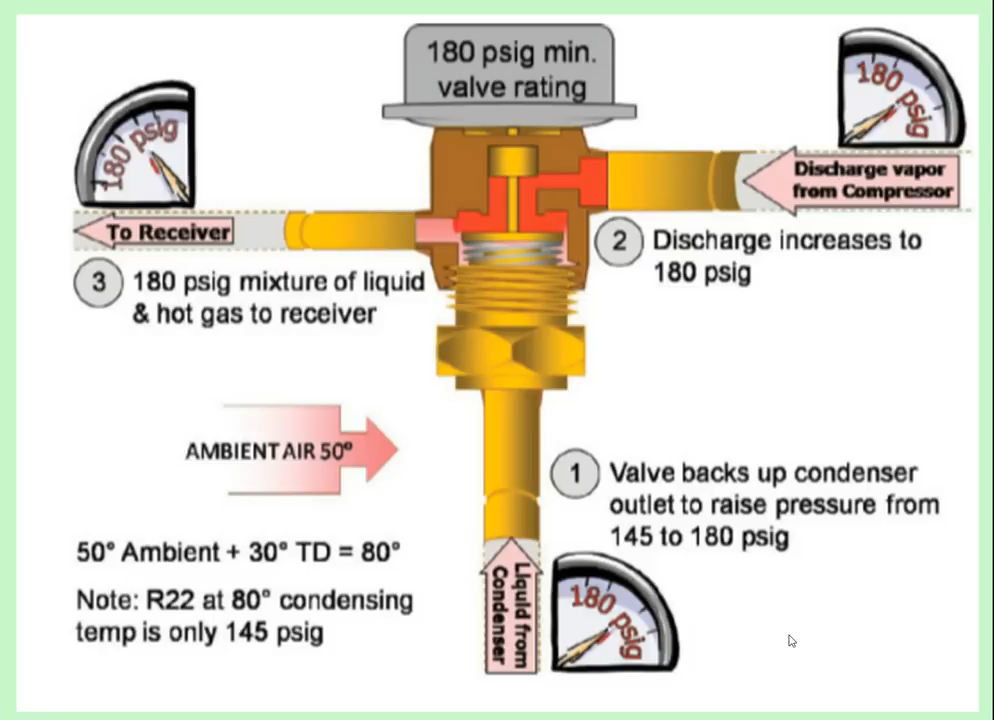 180 psig min.
valve rating
180 psig
180 psig
Discharge vapor
from Compressor
To Receiver
2 Discharge increases to
180 psig
3 180 psig mixture of liquid
& hot gas to receiver
AMBIENT AIR 50°
1 Valve backs up condenser
outlet to raise pressure from
145 to 180 psig
50° Ambient + 30° TD = 80°
Note: R22 at 80° condensing
temp is only 145 psig
Liquid from
Condenser
180 psig